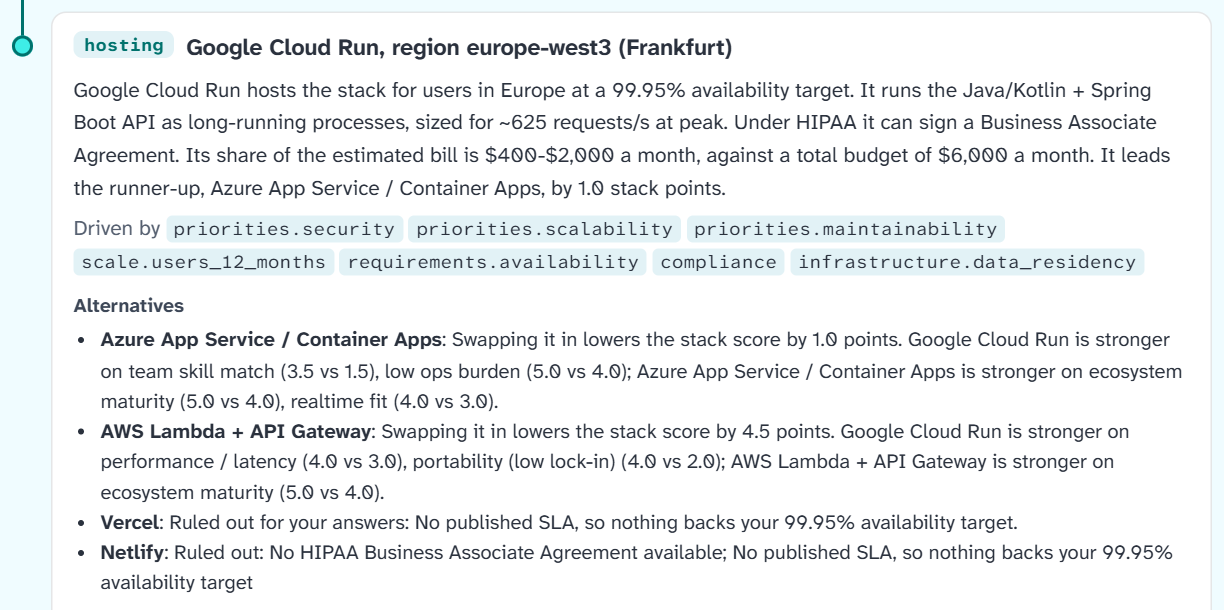 hosting Google Cloud Run, region europe-west3 (Frankfurt)
Google Cloud Run hosts the stack for users in Europe at a 99.95% availability target. It runs the Java/Kotlin + Spring
Boot API as long-running processes, sized for ~625 requests/s at peak. Under HIPAA it can sign a Business Associate
Agreement. Its share of the estimated bill is $400-$2,000 a month, against a total budget of $6,000 a month. It leads
the runner-up, Azure App Service / Container Apps, by 1.0 stack points.
Driven by priorities.security priorities.scalability priorities.maintainability
scale.users_12_months requirements.availability compliance infrastructure.data_residency
Alternatives
• Azure App Service / Container Apps: Swapping it in lowers the stack score by 1.0 points. Google Cloud Run is stronger
on team skill match (3.5 vs 1.5), low ops burden (5.0 vs 4.0); Azure App Service / Container Apps is stronger on ecosystem
maturity (5.0 vs 4.0), realtime fit (4.0 vs 3.0).
• AWS Lambda + API Gateway: Swapping it in lowers the stack score by 4.5 points. Google Cloud Run is stronger on
performance / latency (4.0 vs 3.0), portability (low lock-in) (4.0 vs 2.0); AWS Lambda + API Gateway is stronger on
ecosystem maturity (5.0 vs 4.0).
• Vercel: Ruled out for your answers: No published SLA, so nothing backs your 99.95% availability target.
• Netlify: Ruled out: No HIPAA Business Associate Agreement available; No published SLA, so nothing backs your 99.95%
availability target